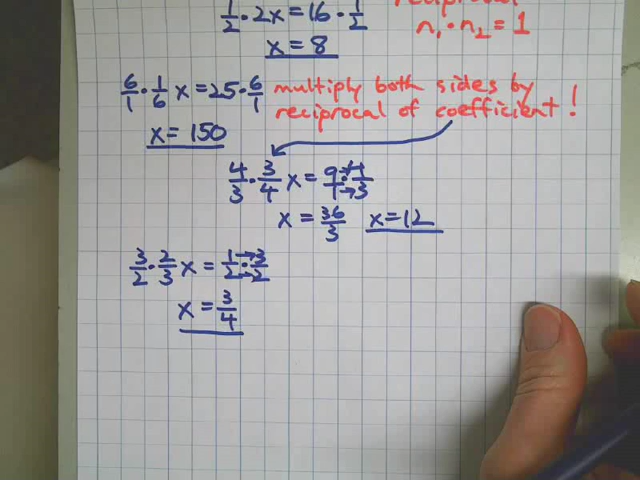 reciprocal
1/2 · 2x = 16 · 1/2
n₁ · n₂ = 1
x = 8
6/1 · 1/6 x = 25 · 6/1
multiply both sides by
reciprocal of coefficient!
x = 150
4/3 · 3/4 x = 9/1 · 4/3
x = 36/3
x = 12
3/2 · 2/3 x = 1/2 · 3/2
x = 3/4